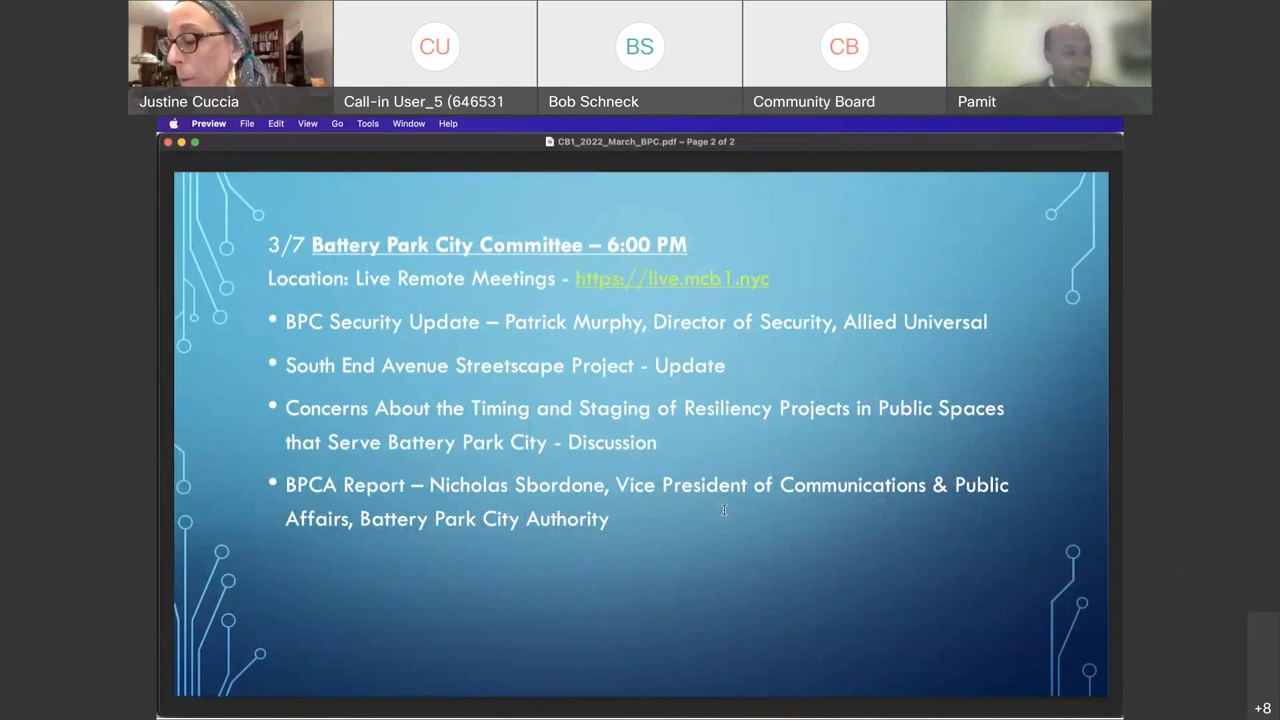 CU
BS
CB
Justine Cuccia
Call-in User_5 (646531
Bob Schneck
Community Board
Pamit
Preview File Edit View Go Tools Window Help
CB1_2022_March_BPC.pdf – Page 2 of 2
3/7 Battery Park City Committee – 6:00 PM
Location: Live Remote Meetings - https://live.mcb1.nyc
• BPC Security Update – Patrick Murphy, Director of Security, Allied Universal
• South End Avenue Streetscape Project - Update
• Concerns About the Timing and Staging of Resiliency Projects in Public Spaces
that Serve Battery Park City - Discussion
• BPCA Report – Nicholas Sbordone, Vice President of Communications & Public
Affairs, Battery Park City Authority
+8